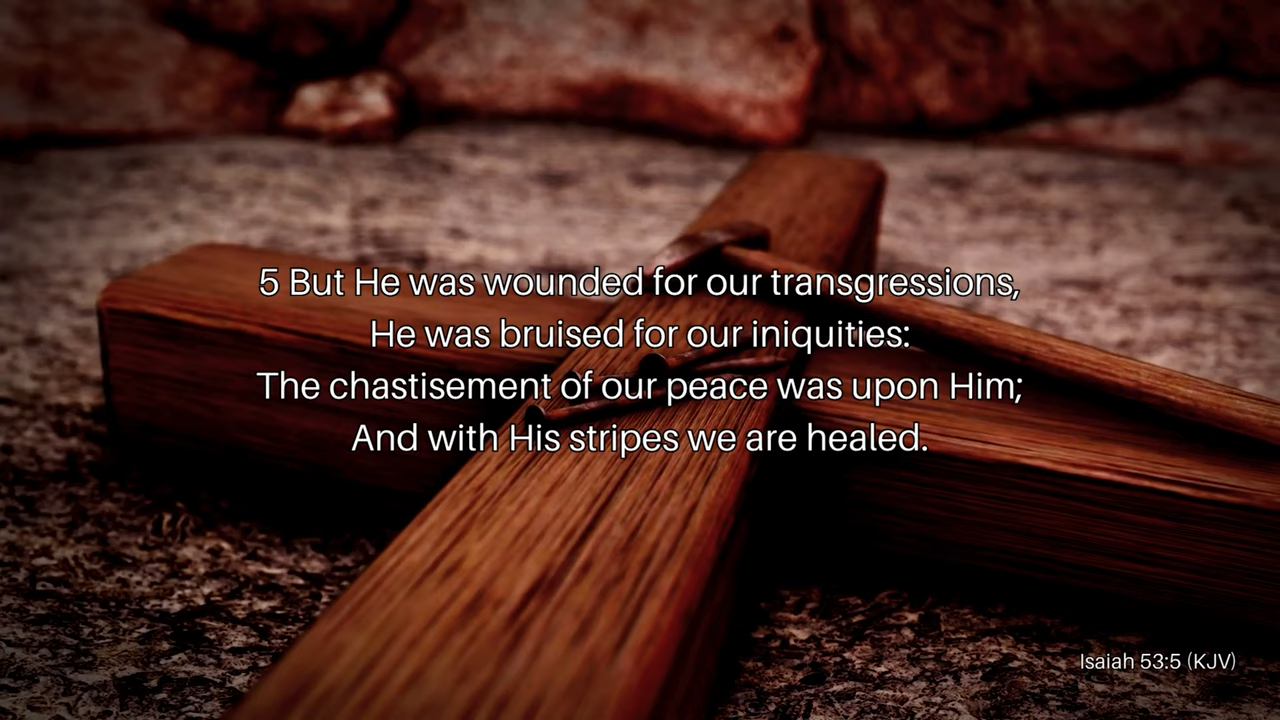 5 But He was wounded for our transgressions,
He was bruised for our iniquities:
The chastisement of our peace was upon Him;
And with His stripes we are healed.
Isaiah 53:5 (KJV)